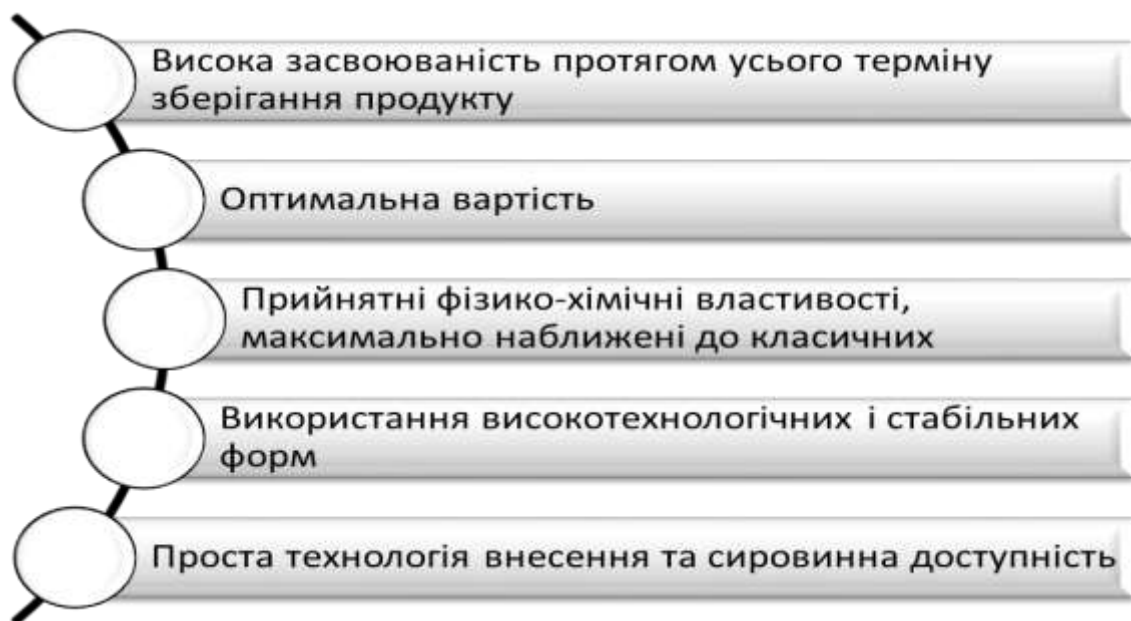 Висока засвоюваність протягом усього терміну
зберігання продукту
Оптимальна вартість
Прийнятні фізико-хімічні властивості,
максимально наближені до класичних
Використання високотехнологічних і стабільних
форм
Проста технологія внесення та сировинна доступність